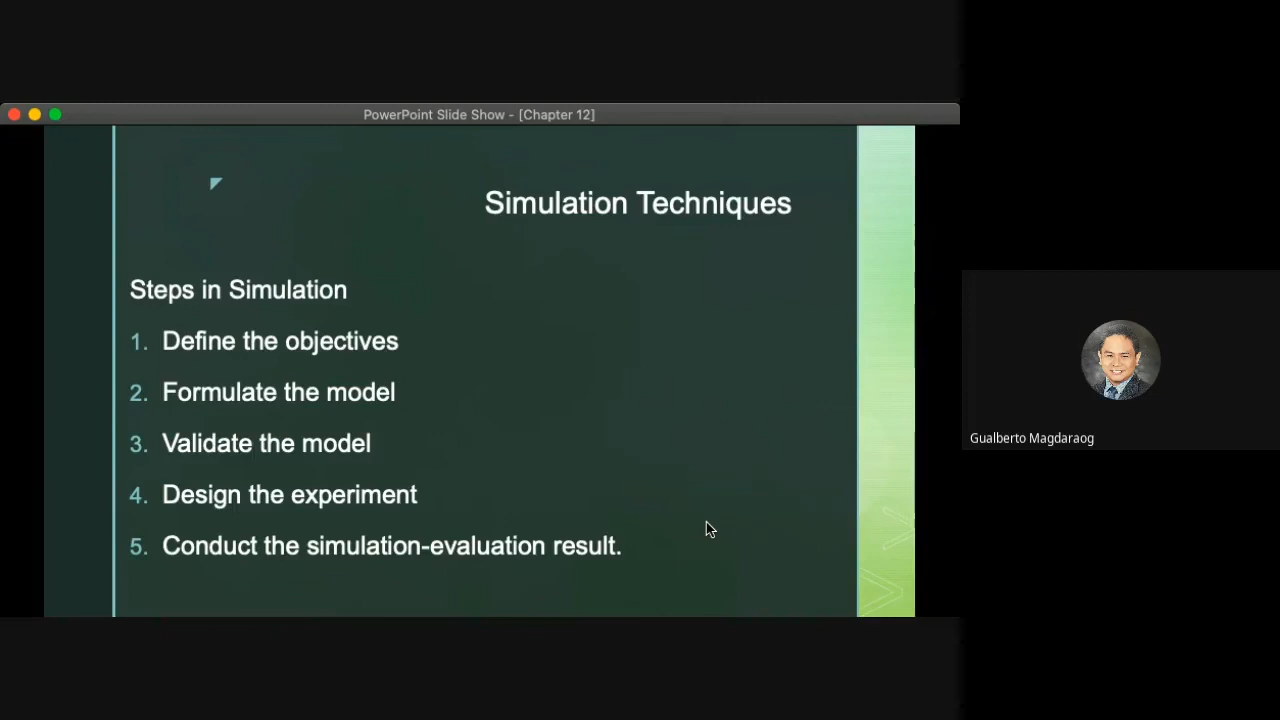 PowerPoint Slide Show - [Chapter 12]
Simulation Techniques
Steps in Simulation
1. Define the objectives
2. Formulate the model
3. Validate the model
4. Design the experiment
5. Conduct the simulation-evaluation result.
Gualberto Magdaraog